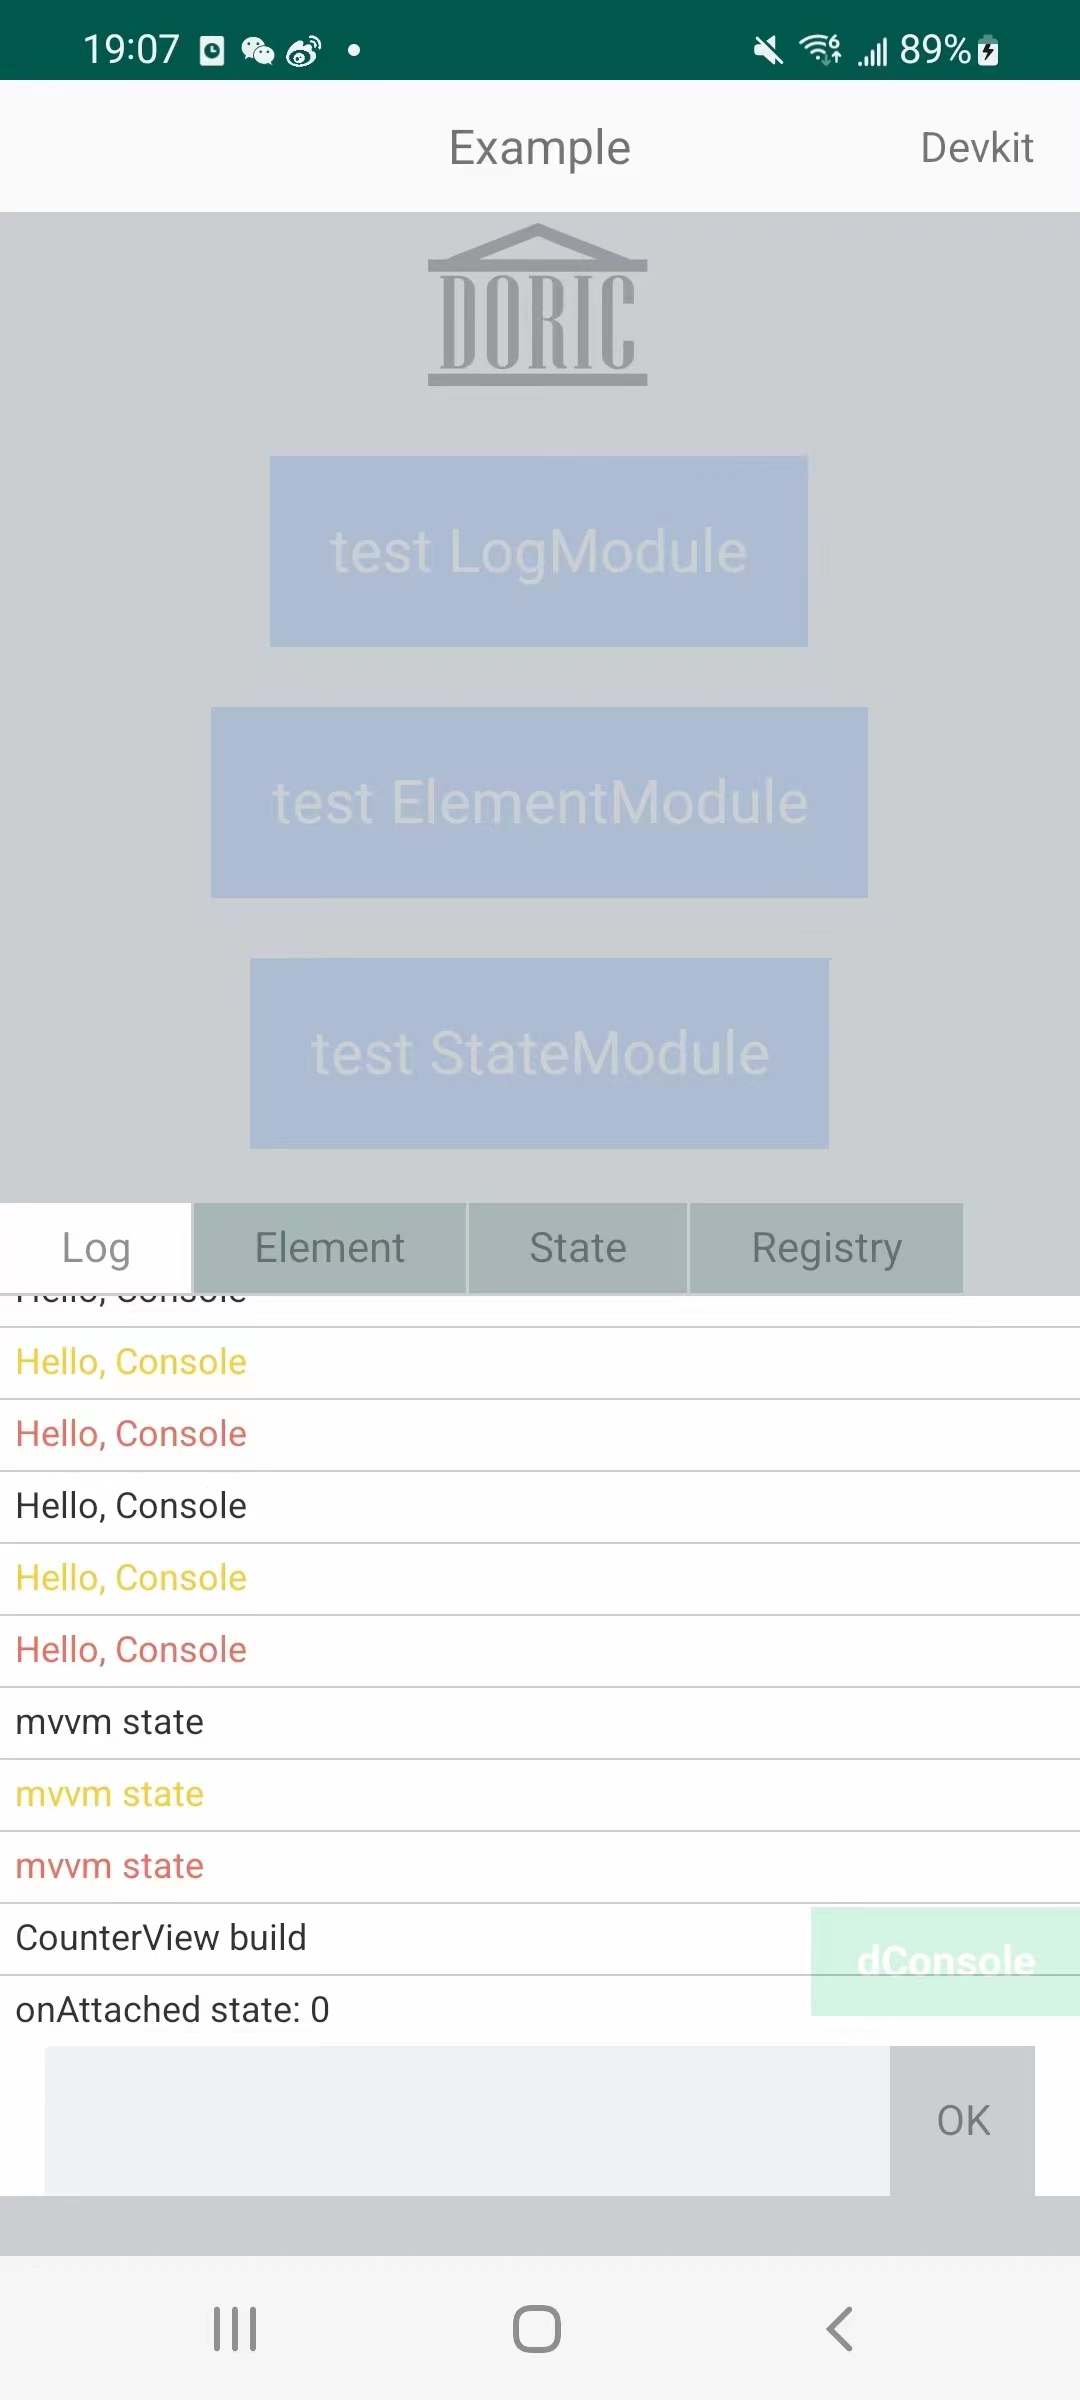 19:07 89%
Example Devkit
DORIC
test LogModule
test ElementModule
test StateModule
Log Element State Registry
Hello, Console
Hello, Console
Hello, Console
Hello, Console
Hello, Console
Hello, Console
mvvm state
mvvm state
mvvm state
CounterView build
dConsole
onAttached state: 0
OK